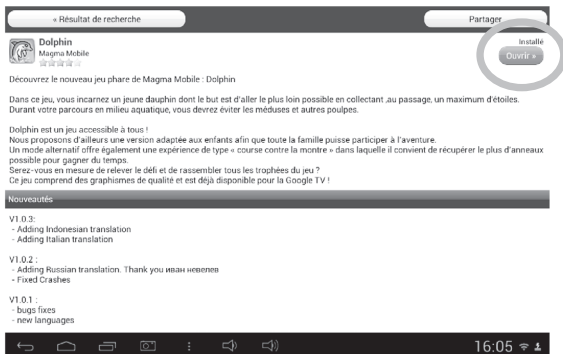 « Résultat de recherche
Partager
Dolphin
Magma Mobile
Installé
Ouvrir »
Découvrez le nouveau jeu phare de Magma Mobile : Dolphin
Dans ce jeu, vous incarnez un jeune dauphin dont le but est d'aller le plus loin possible en collectant ,au passage, un maximum d'étoiles.
Durant votre parcours en milieu aquatique, vous devrez éviter les méduses et autres poulpes.
Dolphin est un jeu accessible à tous !
Nous proposons d'ailleurs une version adaptée aux enfants afin que toute la famille puisse participer à l'aventure.
Un mode alternatif offre également une expérience de type « course contre la montre » dans laquelle il convient de récupérer le plus d'anneaux
possible pour gagner du temps.
Serez-vous en mesure de relever le défi et de rassembler tous les trophées du jeu ?
Ce jeu comprend des graphismes de qualité et est déjà disponible pour la Google TV !
Nouveautés
V1.0.3:
- Adding Indonesian translation
- Adding Italian translation
V1.0.2 :
- Adding Russian translation. Thank you иван невелев
- Fixed Crashes
V1.0.1 :
- bugs fixes
- new languages
16:05